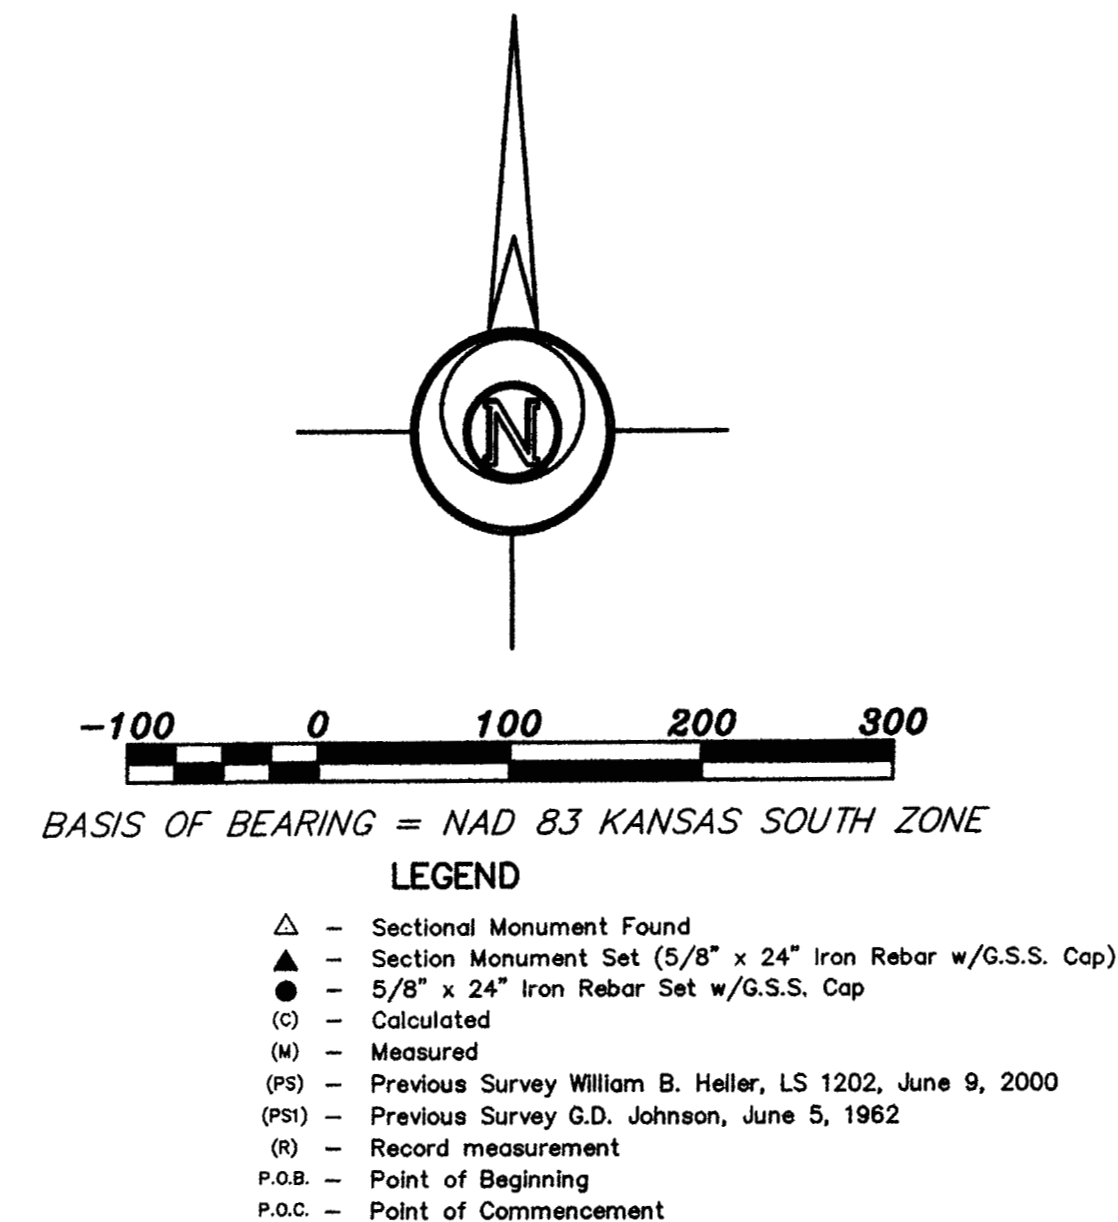 N
-100 0 100 200 300
BASIS OF BEARING = NAD 83 KANSAS SOUTH ZONE
LEGEND
△ - Sectional Monument Found
▲ - Section Monument Set (5/8" x 24" Iron Rebar w/G.S.S. Cap)
● - 5/8" x 24" Iron Rebar Set w/G.S.S. Cap
(C) - Calculated
(M) - Measured
(PS) - Previous Survey William B. Heller, LS 1202, June 9, 2000
(PS1) - Previous Survey G.D. Johnson, June 5, 1962
(R) - Record measurement
P.O.B. - Point of Beginning
P.O.C. - Point of Commencement